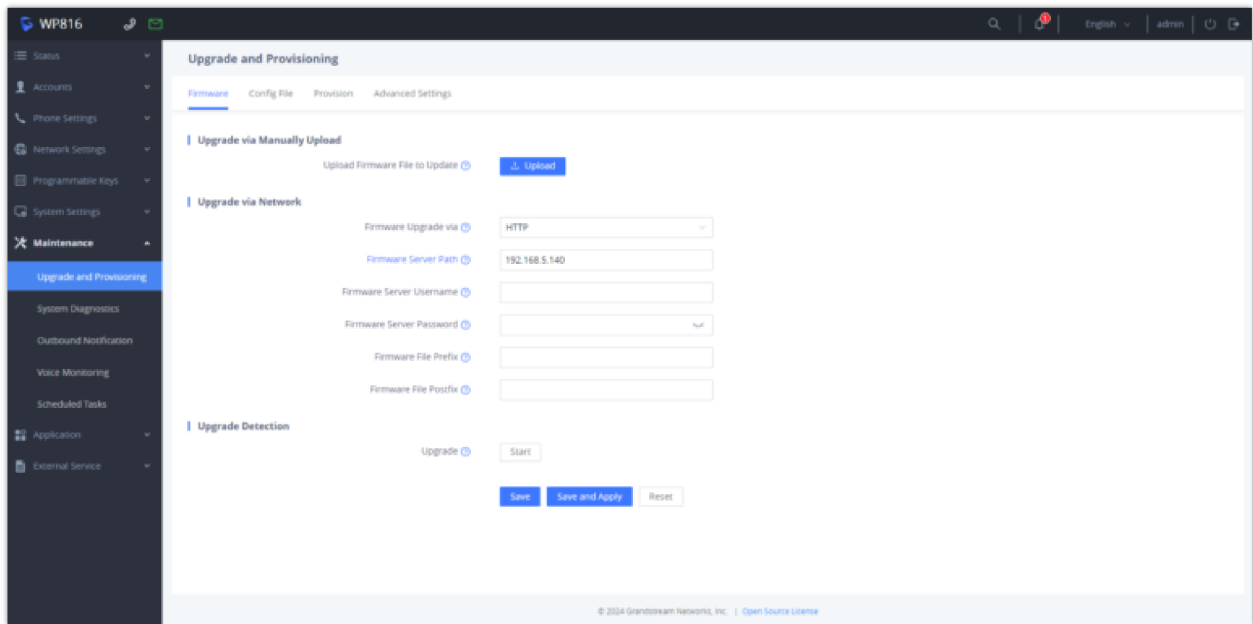 WP816
1
English
admin
Status
Accounts
Phone Settings
Network Settings
Programmable Keys
System Settings
Maintenance
Upgrade and Provisioning
System Diagnostics
Outbound Notification
Voice Monitoring
Scheduled Tasks
Application
External Service
Upgrade and Provisioning
Firmware Config File Provision Advanced Settings
Upgrade via Manually Upload
Upload Firmware File to Update Upload
Upgrade via Network
Firmware Upgrade via HTTP
Firmware Server Path 192.168.5.140
Firmware Server Username
Firmware Server Password
Firmware File Prefix
Firmware File Postfix
Upgrade Detection
Upgrade Start
Save Save and Apply Reset
© 2024 Grandstream Networks, Inc. | Open Source License